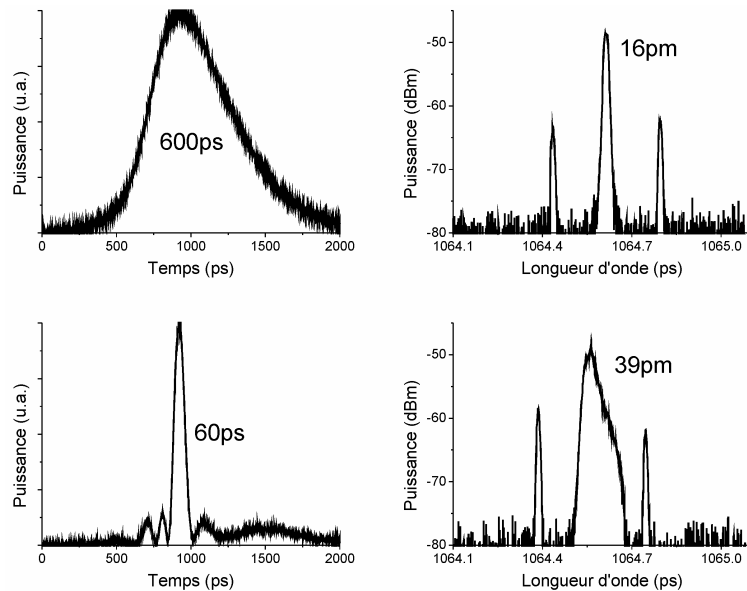 Puissance (u.a.)
600ps
0 500 1000 1500 2000
Temps (ps)
Puissance (dBm)
-50
-60
-70
-80
16pm
1064.1 1064.4 1064.7 1065.0
Longueur d'onde (ps)
Puissance (u.a.)
60ps
0 500 1000 1500 2000
Temps (ps)
Puissance (dBm)
-50
-60
-70
-80
39pm
1064.1 1064.4 1064.7 1065.0
Longueur d'onde (ps)